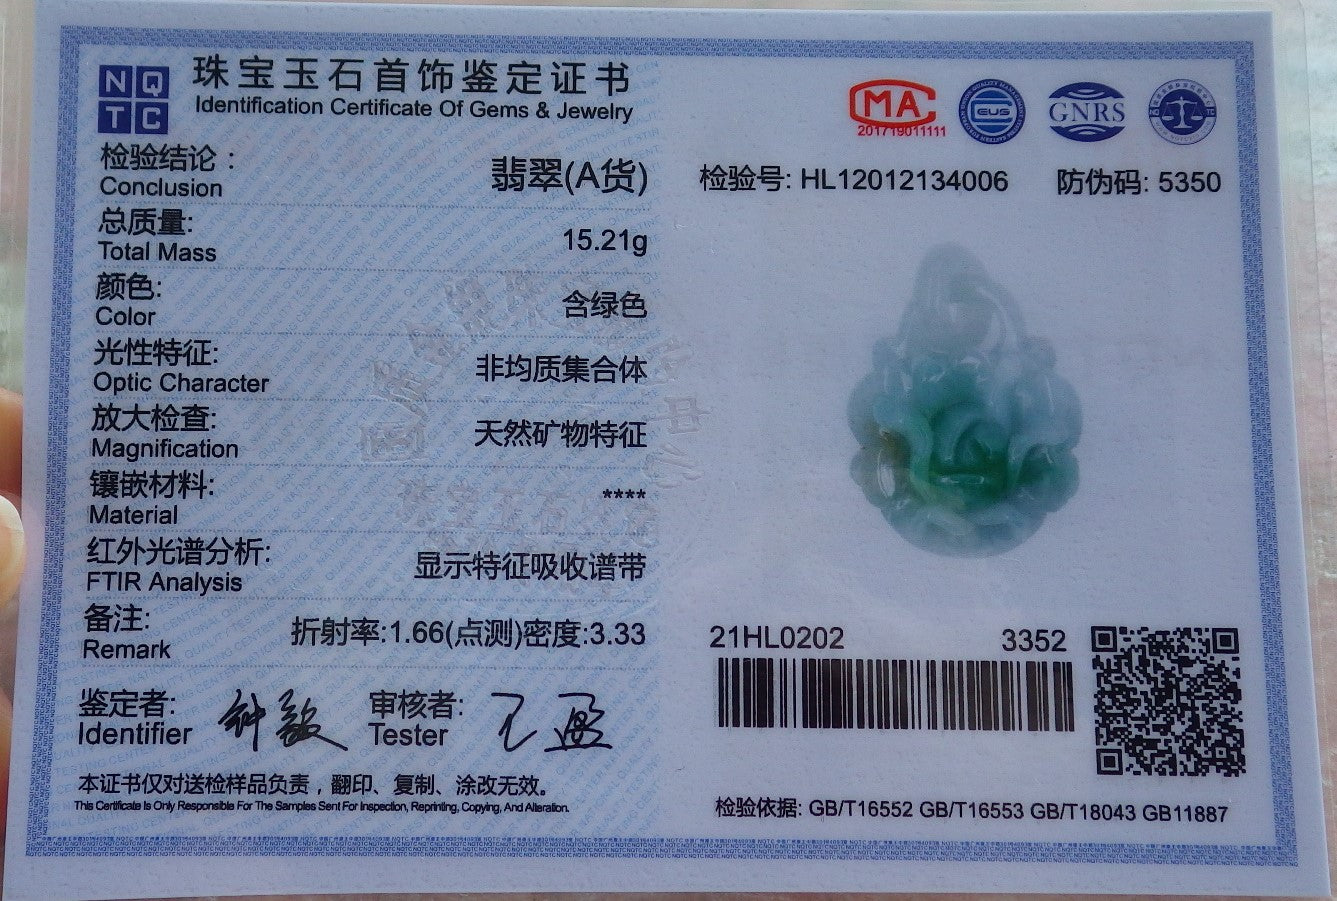 NQ
TC
珠宝玉石首饰鉴定证书
Identification Certificate Of Gems & Jewelry
MA
201719011111
EUS
GNRS
检验结论：
Conclusion
翡翠(A货)
检验号: HL12012134006
防伪码: 5350
总质量:
Total Mass
15.21g
颜色:
Color
含绿色
光性特征:
Optic Character
非均质集合体
放大检查:
Magnification
天然矿物特征
镶嵌材料:
Material
****
红外光谱分析:
FTIR Analysis
显示特征吸收谱带
备注:
Remark
折射率:1.66(点测)密度:3.33
21HL0202
3352
鉴定者:
Identifier
审核者:
Tester
本证书仅对送检样品负责，翻印、复制、涂改无效。
This Certificate Is Only Responsible For The Samples Sent For Inspection, Reprinting, Copying, And Alteration.
检验依据: GB/T16552 GB/T16553 GB/T18043 GB11887